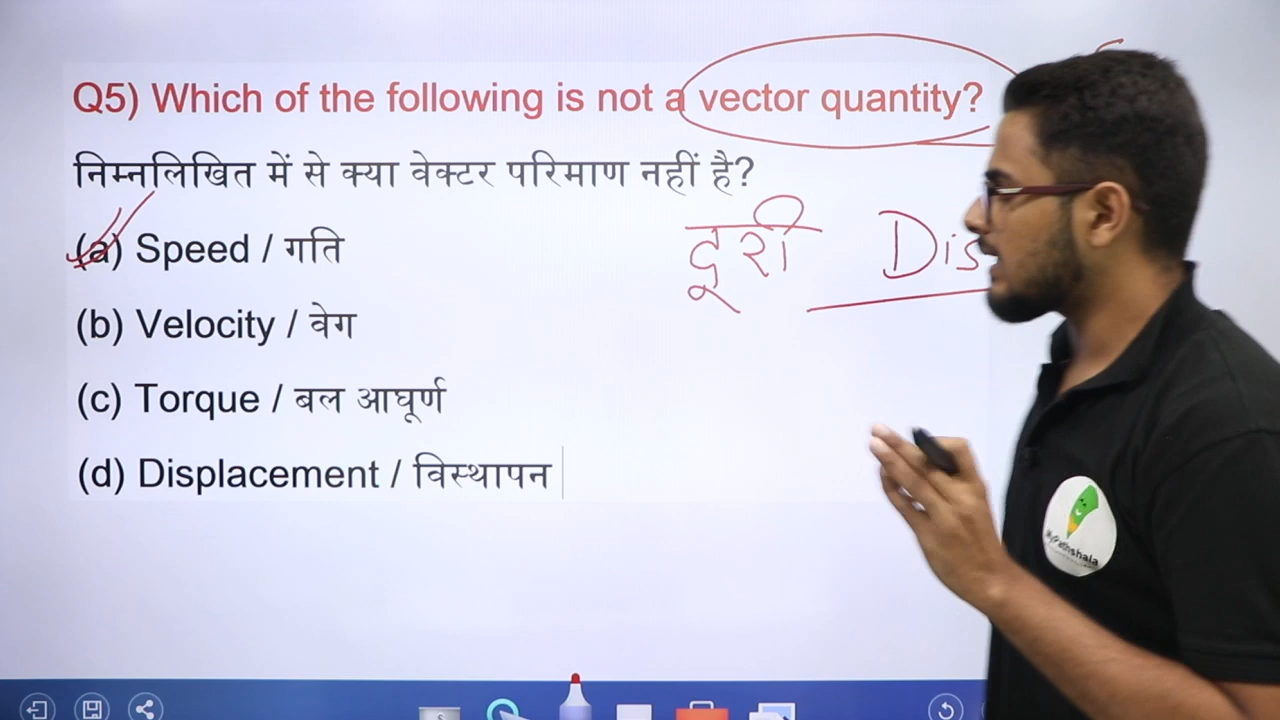 Q5) Which of the following is not a vector quantity?
निम्नलिखित में से क्या वेक्टर परिमाण नहीं है?
(a) Speed / गति
दूरी Dis
(b) Velocity / वेग
(c) Torque / बल आघूर्ण
(d) Displacement / विस्थापन